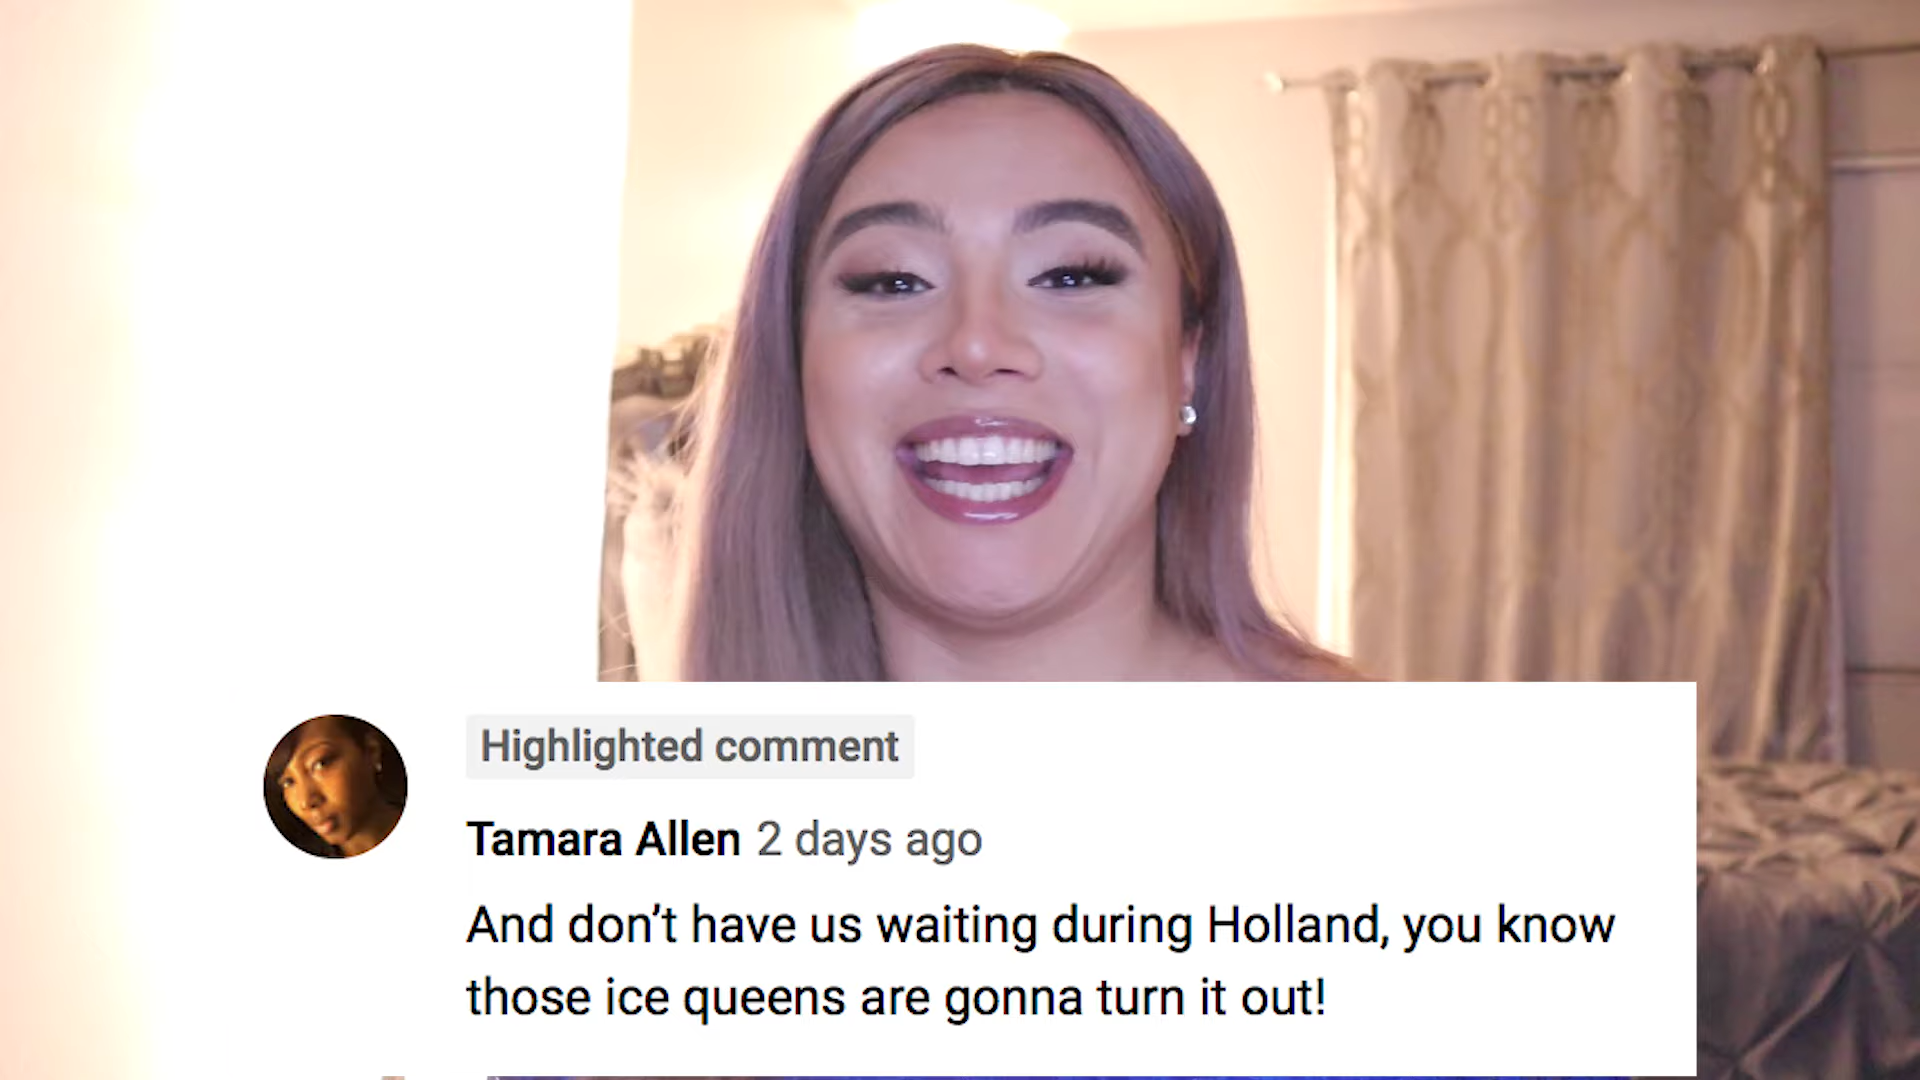 Highlighted comment
Tamara Allen 2 days ago
And don’t have us waiting during Holland, you know
those ice queens are gonna turn it out!